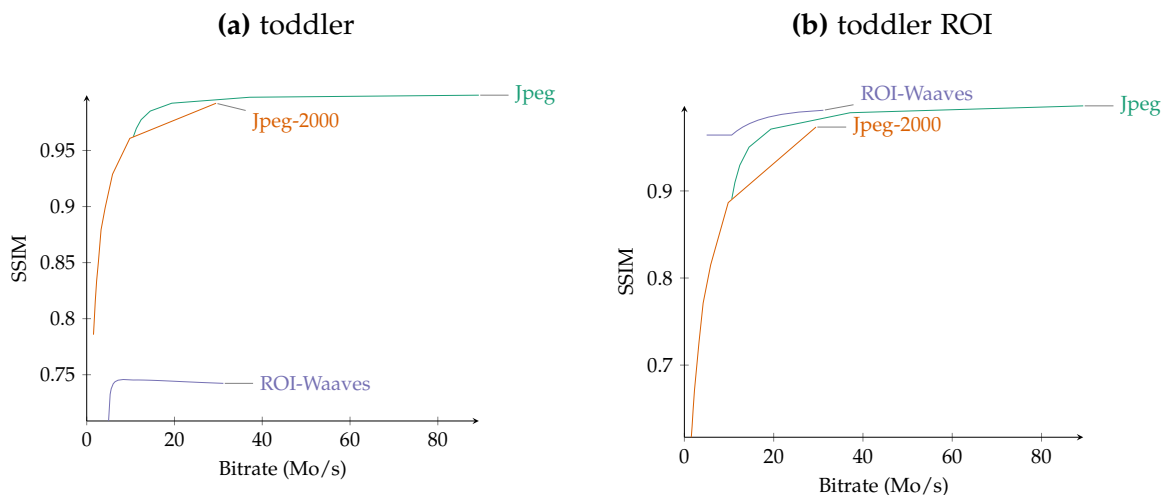 (a) toddler
Jpeg
Jpeg-2000
0.95
0.9
0.85
0.8
0.75
SSIM
ROI-Waaves
0 20 40 60 80
Bitrate (Mo/s)
(b) toddler ROI
ROI-Waaves
Jpeg
Jpeg-2000
0.9
0.8
0.7
SSIM
0 20 40 60 80
Bitrate (Mo/s)